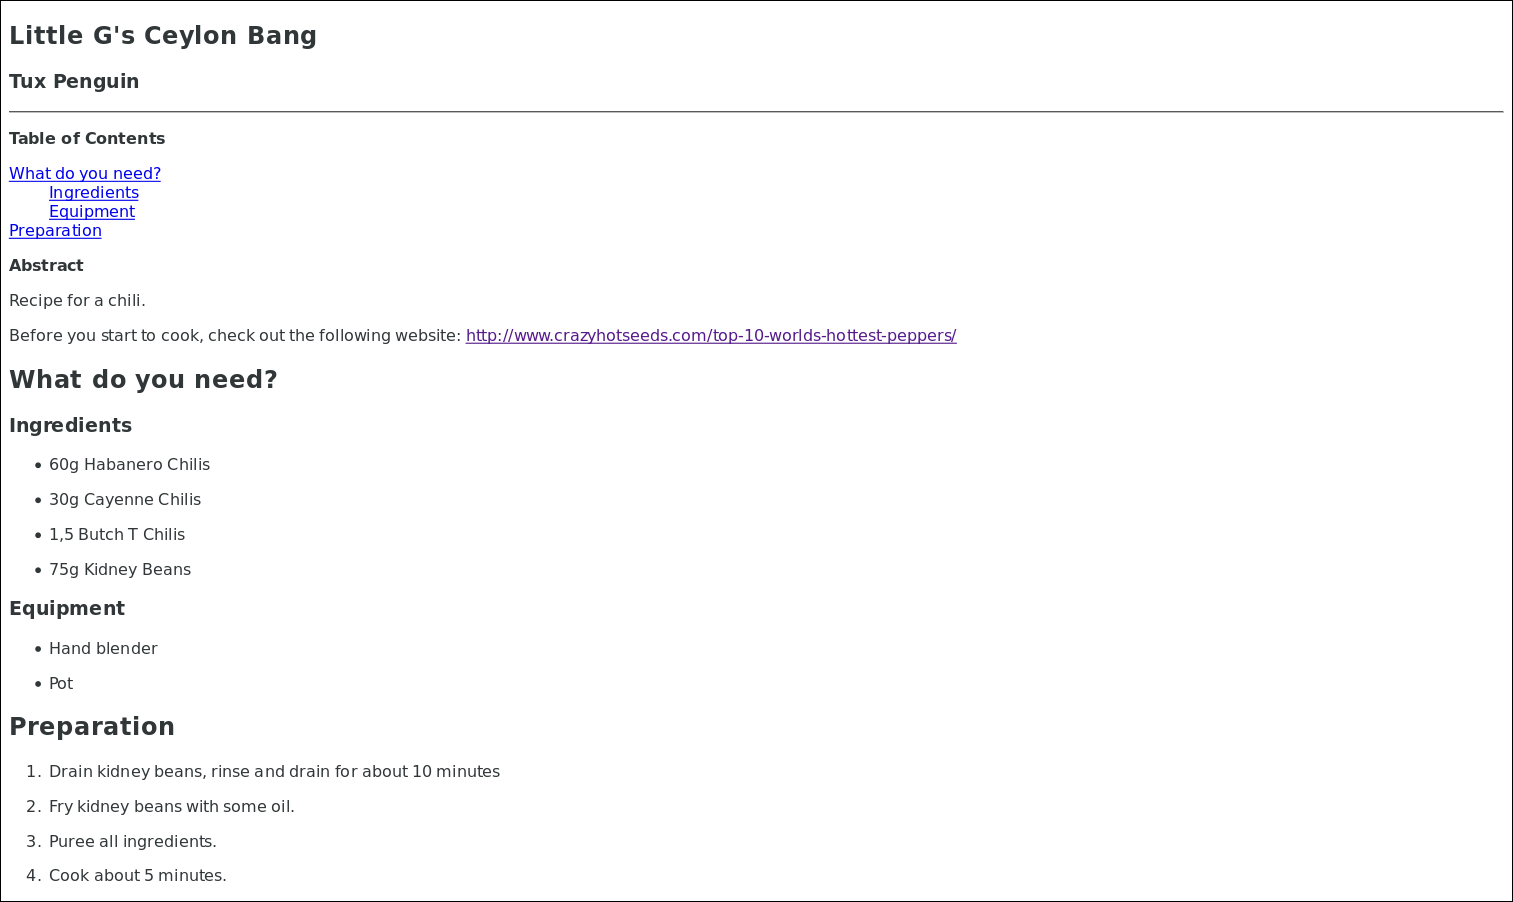 Little G's Ceylon Bang
Tux Penguin
Table of Contents
What do you need?
Ingredients
Equipment
Preparation
Abstract
Recipe for a chili.
Before you start to cook, check out the following website: http://www.crazyhotseeds.com/top-10-worlds-hottest-peppers/
What do you need?
Ingredients
• 60g Habanero Chilis
• 30g Cayenne Chilis
• 1,5 Butch T Chilis
• 75g Kidney Beans
Equipment
• Hand blender
• Pot
Preparation
1. Drain kidney beans, rinse and drain for about 10 minutes
2. Fry kidney beans with some oil.
3. Puree all ingredients.
4. Cook about 5 minutes.